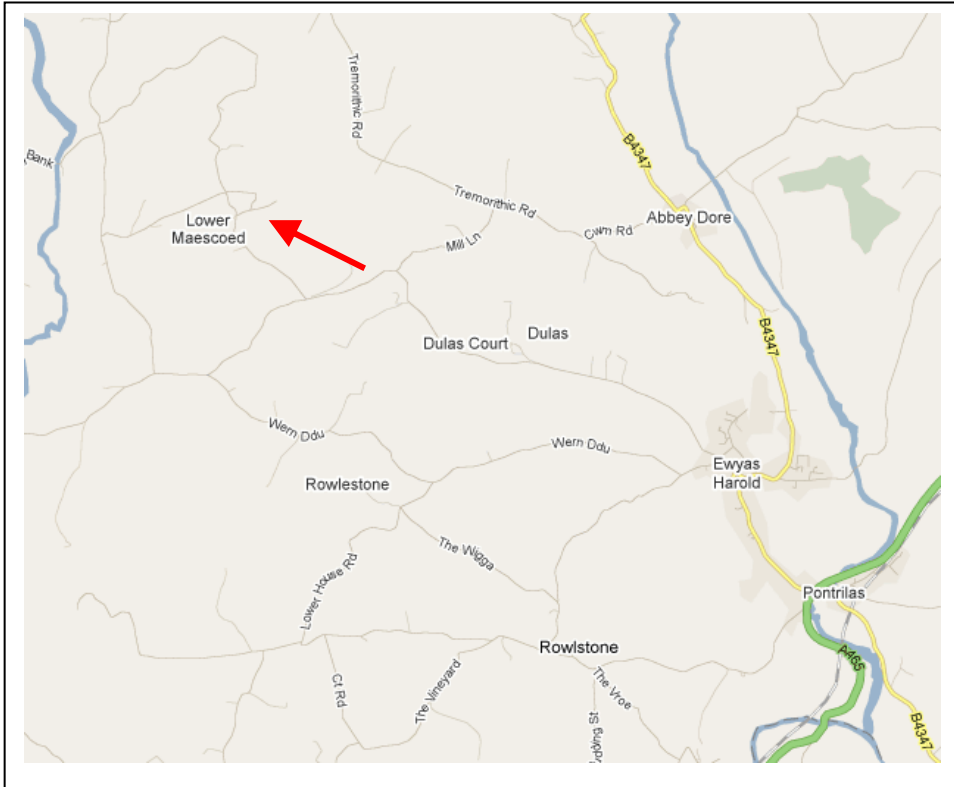 Tremorithic Rd
B4347
Bank
Tremorithic Rd
Abbey Dore
Lower
Maescoed
Cwm Rd
Mill Ln
B4347
Dulas
Dulas Court
Wern Ddu
Wern Ddu
Ewyas
Harold
Rowlestone
The Wigga
Lower House Rd
Pontrilas
Rowlstone
A465
The Vroe
Ct Rd
The Vineyard
B4347